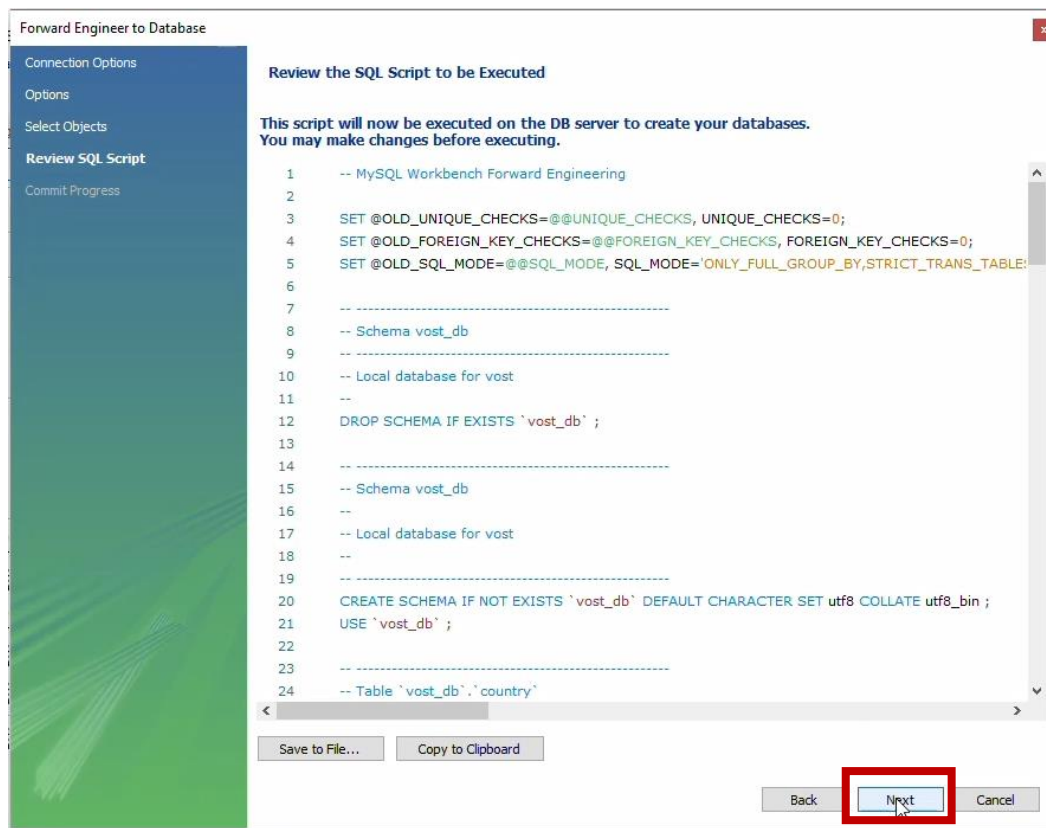 Forward Engineer to Database
x
Connection Options
Options
Select Objects
Review SQL Script
Commit Progress
Review the SQL Script to be Executed
This script will now be executed on the DB server to create your databases.
You may make changes before executing.
1 -- MySQL Workbench Forward Engineering
2
3 SET @OLD_UNIQUE_CHECKS=@@UNIQUE_CHECKS, UNIQUE_CHECKS=0;
4 SET @OLD_FOREIGN_KEY_CHECKS=@@FOREIGN_KEY_CHECKS, FOREIGN_KEY_CHECKS=0;
5 SET @OLD_SQL_MODE=@@SQL_MODE, SQL_MODE='ONLY_FULL_GROUP_BY,STRICT_TRANS_TABLES
6
7 -- -----------------------------------------------------
8 -- Schema vost_db
9 -- -----------------------------------------------------
10 -- Local database for vost
11 --
12 DROP SCHEMA IF EXISTS `vost_db` ;
13
14 -- -----------------------------------------------------
15 -- Schema vost_db
16 --
17 -- Local database for vost
18 --
19 -- -----------------------------------------------------
20 CREATE SCHEMA IF NOT EXISTS `vost_db` DEFAULT CHARACTER SET utf8 COLLATE utf8_bin ;
21 USE `vost_db` ;
22
23 -- -----------------------------------------------------
24 -- Table `vost_db`.`country`
Save to File... Copy to Clipboard
Back Next Cancel